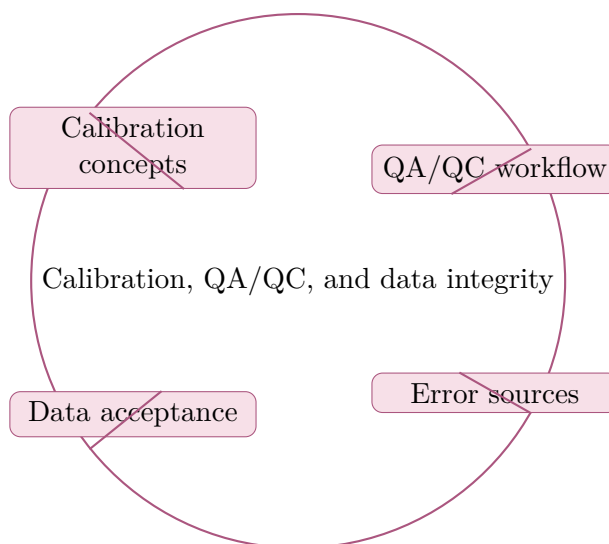 Calibration
concepts
QA/QC workflow
Calibration, QA/QC, and data integrity
Data acceptance
Error sources